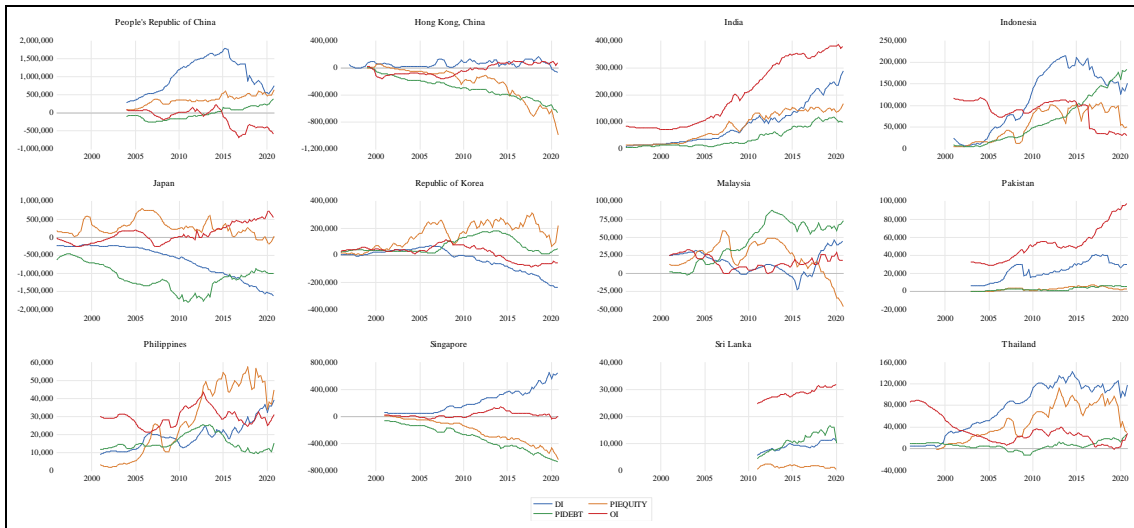 People's Republic of China
2,000,000
1,500,000
1,000,000
500,000
0
-500,000
-1,000,000
2000 2005 2010 2015 2020
Hong Kong, China
400,000
0
-400,000
-800,000
-1,200,000
2000 2005 2010 2015 2020
India
400,000
300,000
200,000
100,000
0
2000 2005 2010 2015 2020
Indonesia
250,000
200,000
150,000
100,000
50,000
0
2000 2005 2010 2015 2020
Japan
1,000,000
500,000
0
-500,000
-1,000,000
-1,500,000
-2,000,000
2000 2005 2010 2015 2020
Republic of Korea
400,000
200,000
0
-200,000
-400,000
2000 2005 2010 2015 2020
Malaysia
100,000
75,000
50,000
25,000
0
-25,000
-50,000
2000 2005 2010 2015 2020
Pakistan
100,000
80,000
60,000
40,000
20,000
0
-20,000
2000 2005 2010 2015 2020
Philippines
60,000
50,000
40,000
30,000
20,000
10,000
0
2000 2005 2010 2015 2020
Singapore
800,000
400,000
0
-400,000
-800,000
2000 2005 2010 2015 2020
Sri Lanka
40,000
30,000
20,000
10,000
0
2000 2005 2010 2015 2020
Thailand
200,000
160,000
120,000
80,000
40,000
0
-40,000
2000 2005 2010 2015 2020
DI PIEQUITY
PIDEBT OI